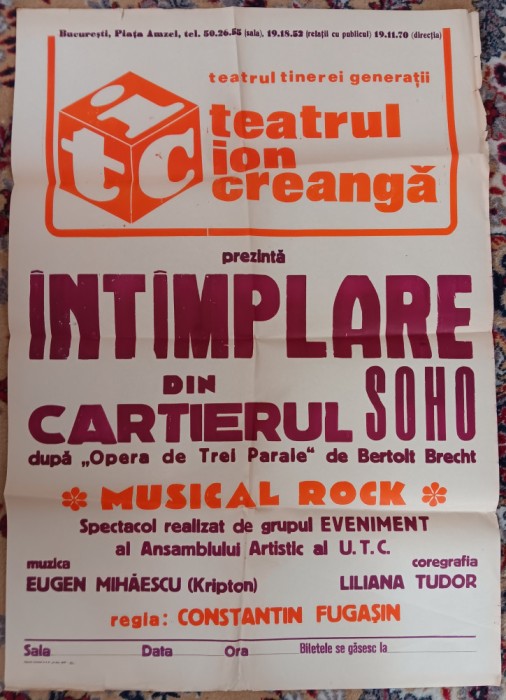 București, Piața Amzei, tel. 50.26.55 (sala), 19.18.52 (relații cu publicul) 19.11.70 (direcția)
teatrul tinerei generații
tic
teatrul
ion
creangă
prezintă
ÎNTÎMPLARE
DIN
CARTIERUL SOHO
după „Opera de Trei Parale“ de Bertolt Brecht
MUSICAL ROCK
Spectacol realizat de grupul EVENIMENT
al Ansamblului Artistic al U.T.C.
muzica
EUGEN MIHĂESCU (Kripton)
coregrafia
LILIANA TUDOR
regia: CONSTANTIN FUGAȘIN
Sala Data Ora Biletele se găsesc la